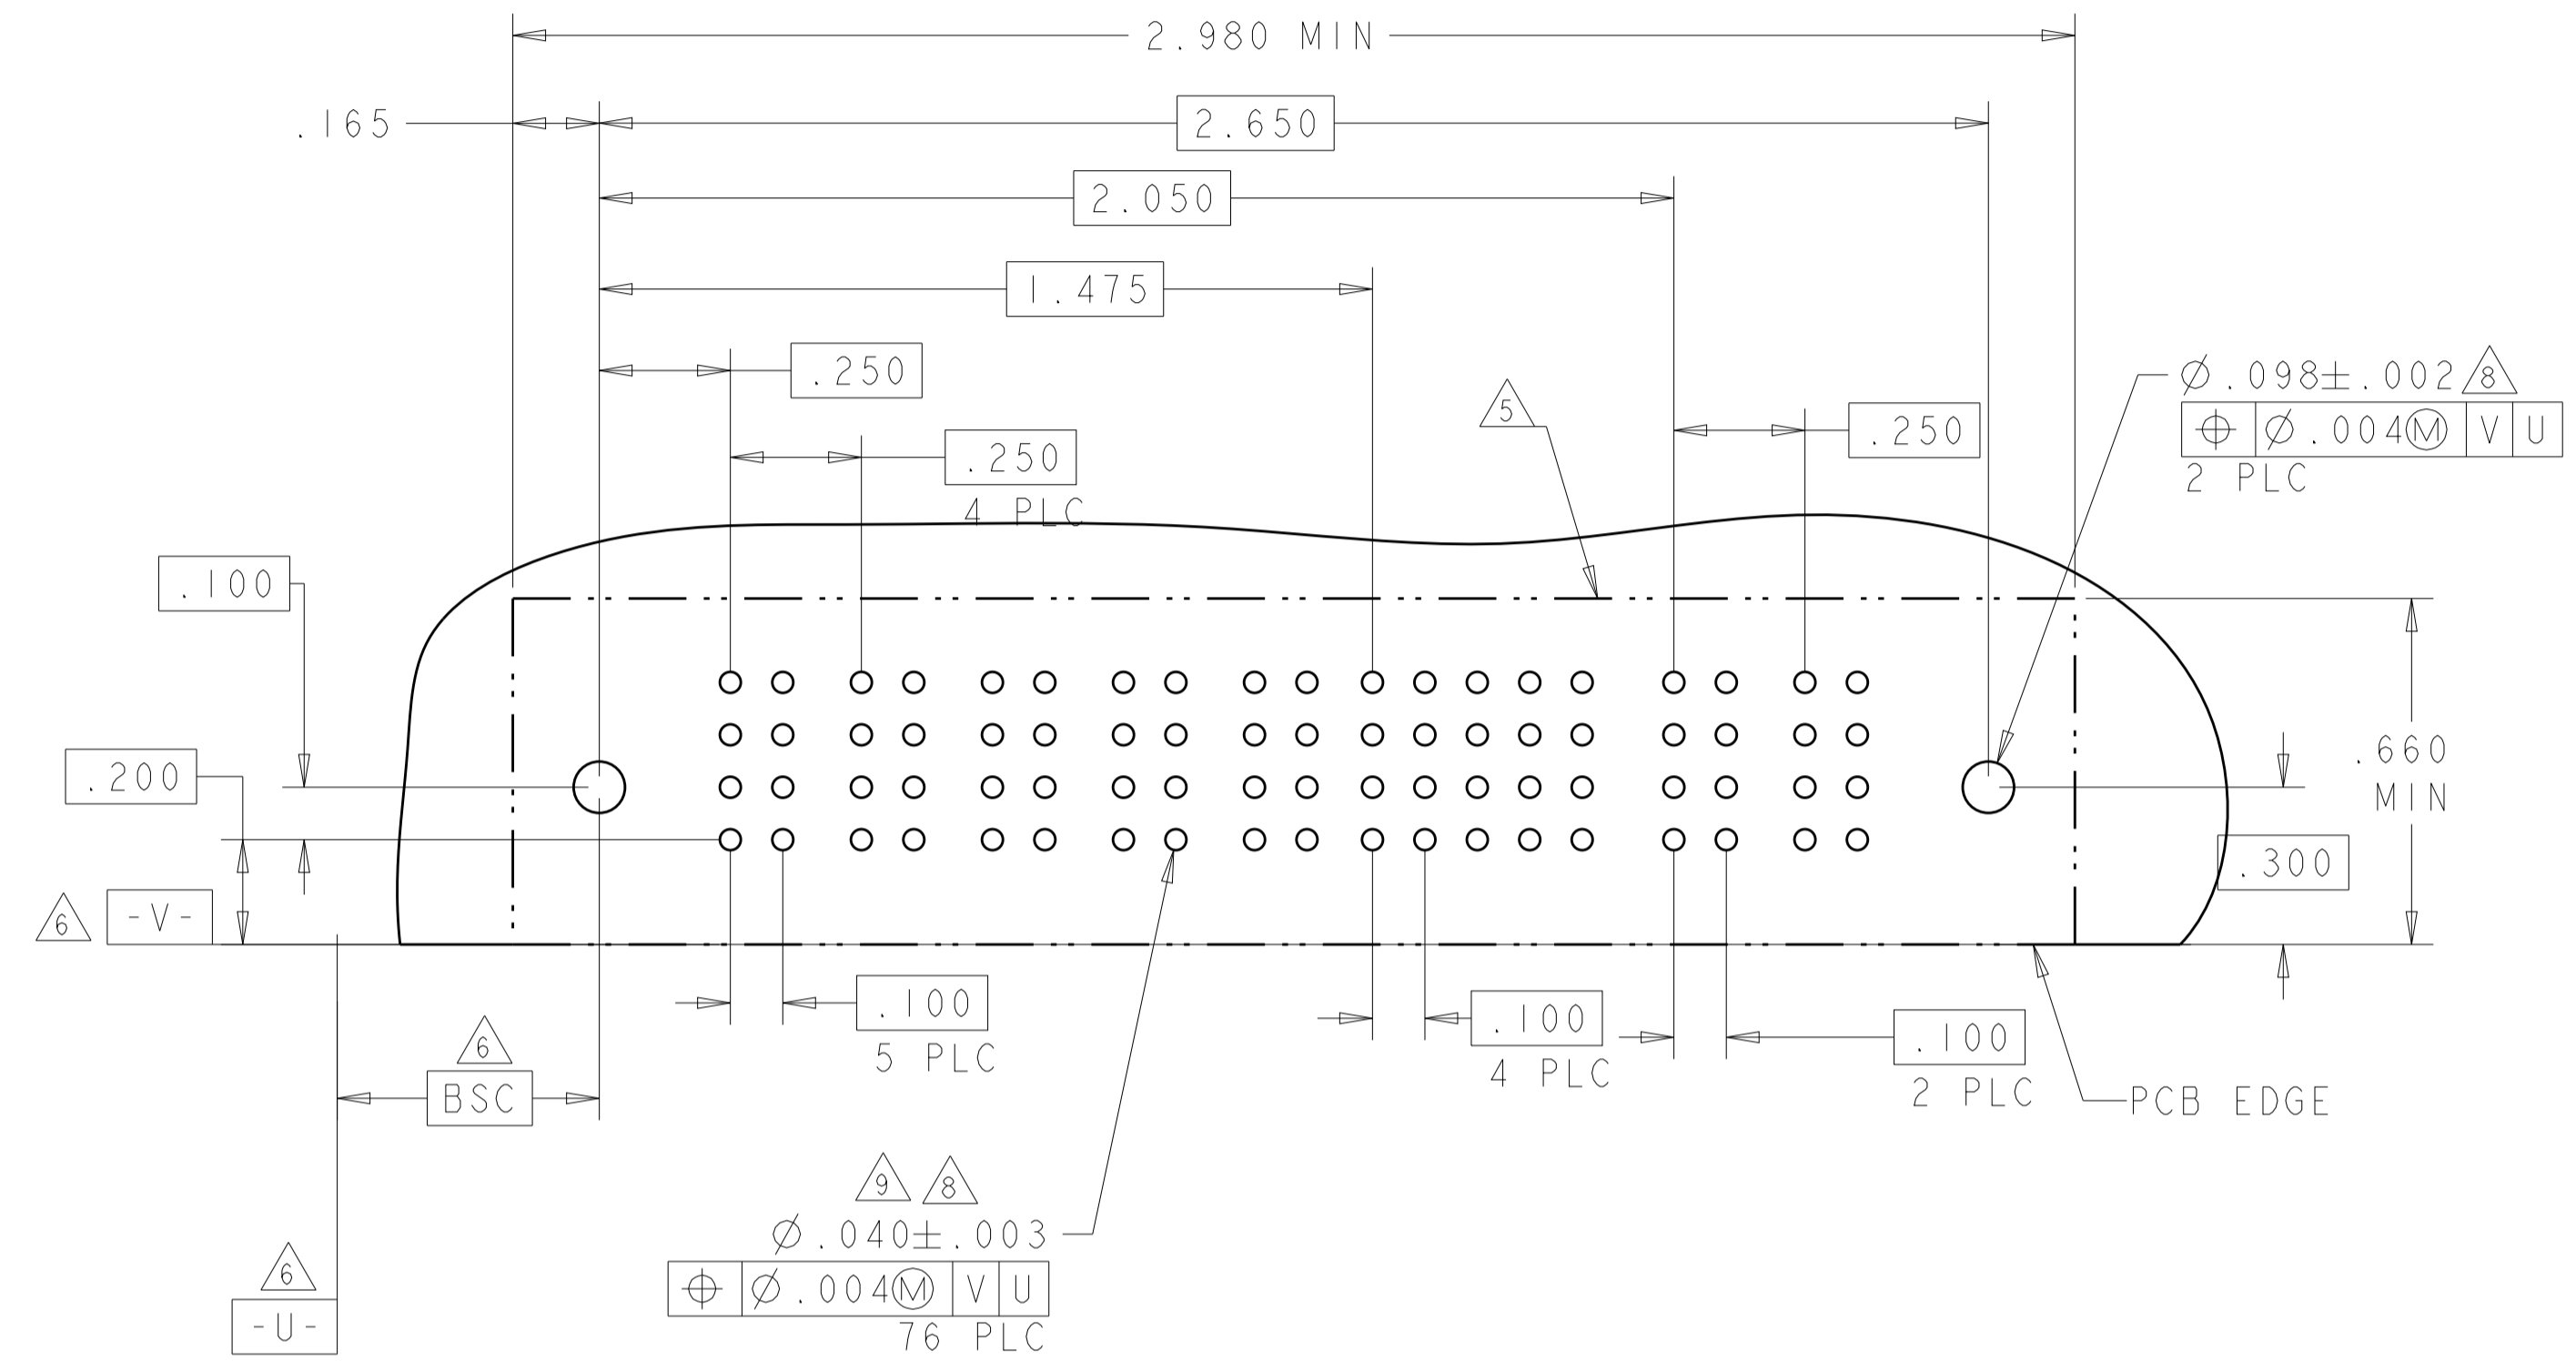 2.980 MIN
.165
2.650
2.050
1.475
.250
.250
4 PLC
5
.250
Ø.098±.002 8
⌖ Ø.004Ⓜ V U
2 PLC
.100
.200
.660
MIN
.300
6 -V-
.100
5 PLC
.100
4 PLC
.100
2 PLC
6
BSC
PCB EDGE
9 8
Ø.040±.003
⌖ Ø.004Ⓜ V U
76 PLC
6
-U-